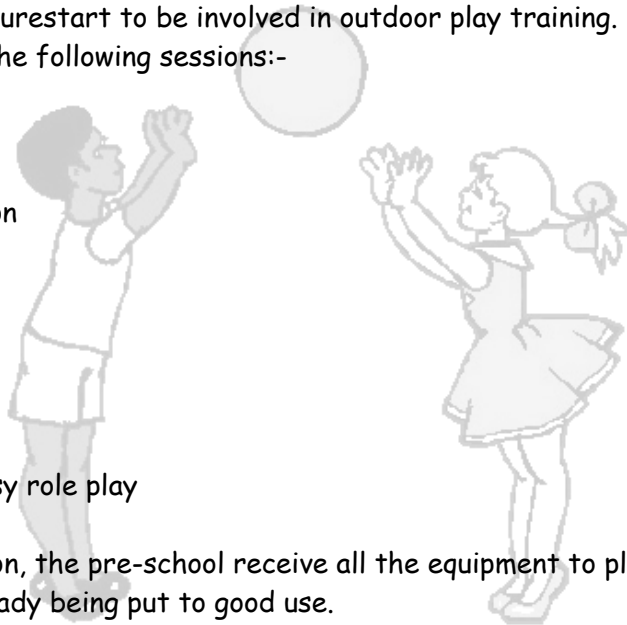 urestart to be involved in outdoor play training.
he following sessions:-
on
sy role play
on, the pre-school receive all the equipment to pl
ady being put to good use.